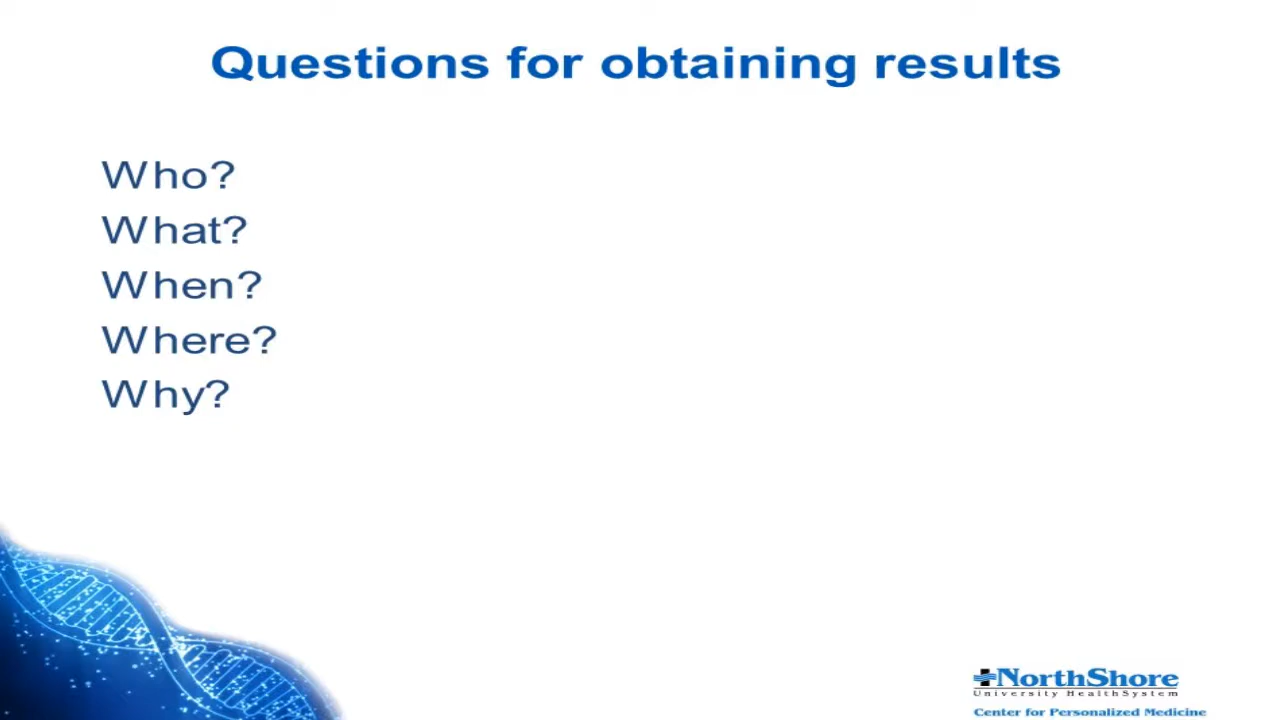 Questions for obtaining results
Who?
What?
When?
Where?
Why?
NorthShore
University HealthSystem
Center for Personalized Medicine